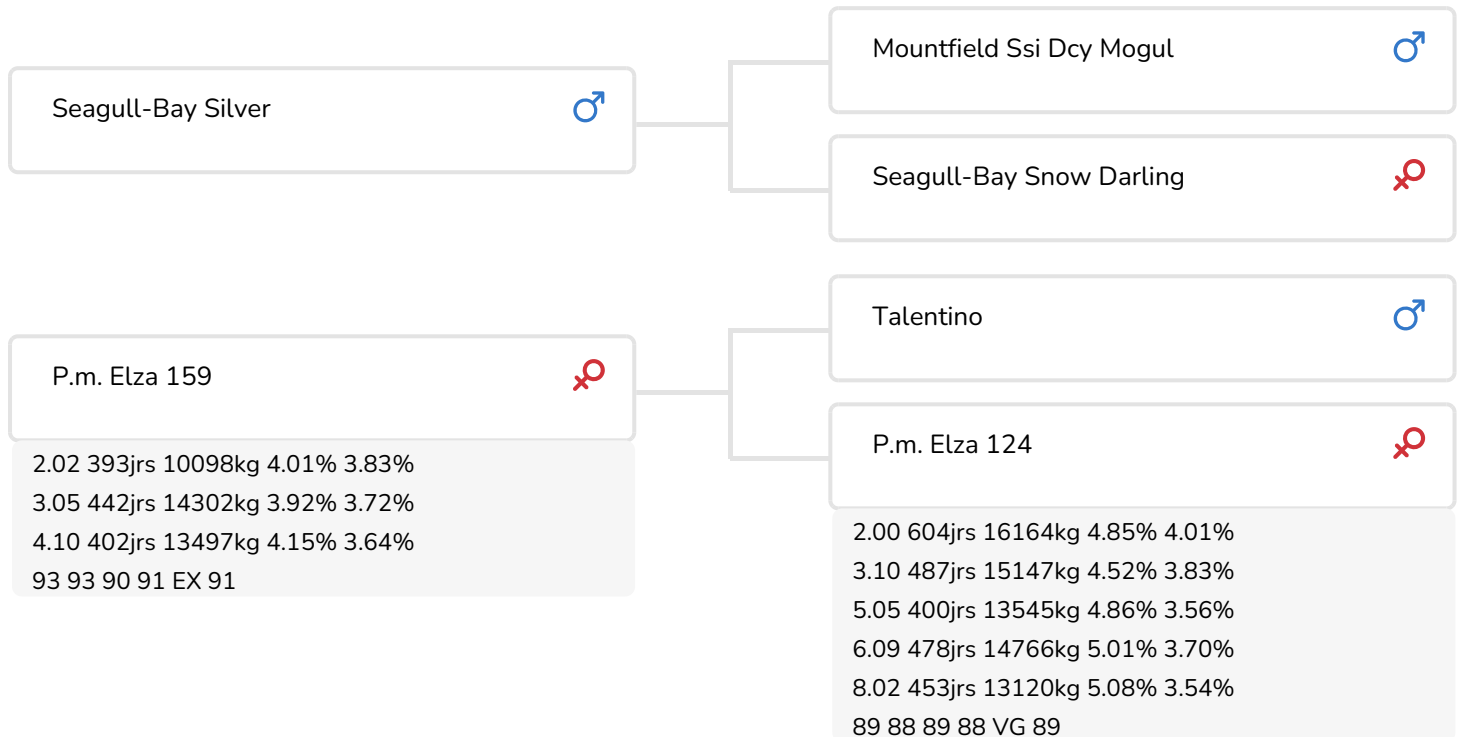 Seagull-Bay Silver
Mountfield Ssi Dcy Mogul
Seagull-Bay Snow Darling
P.m. Elza 159
2.02 393jrs 10098kg 4.01% 3.83%
3.05 442jrs 14302kg 3.92% 3.72%
4.10 402jrs 13497kg 4.15% 3.64%
93 93 90 91 EX 91
Talentino
P.m. Elza 124
2.00 604jrs 16164kg 4.85% 4.01%
3.10 487jrs 15147kg 4.52% 3.83%
5.05 400jrs 13545kg 4.86% 3.56%
6.09 478jrs 14766kg 5.01% 3.70%
8.02 453jrs 13120kg 5.08% 3.54%
89 88 89 88 VG 89